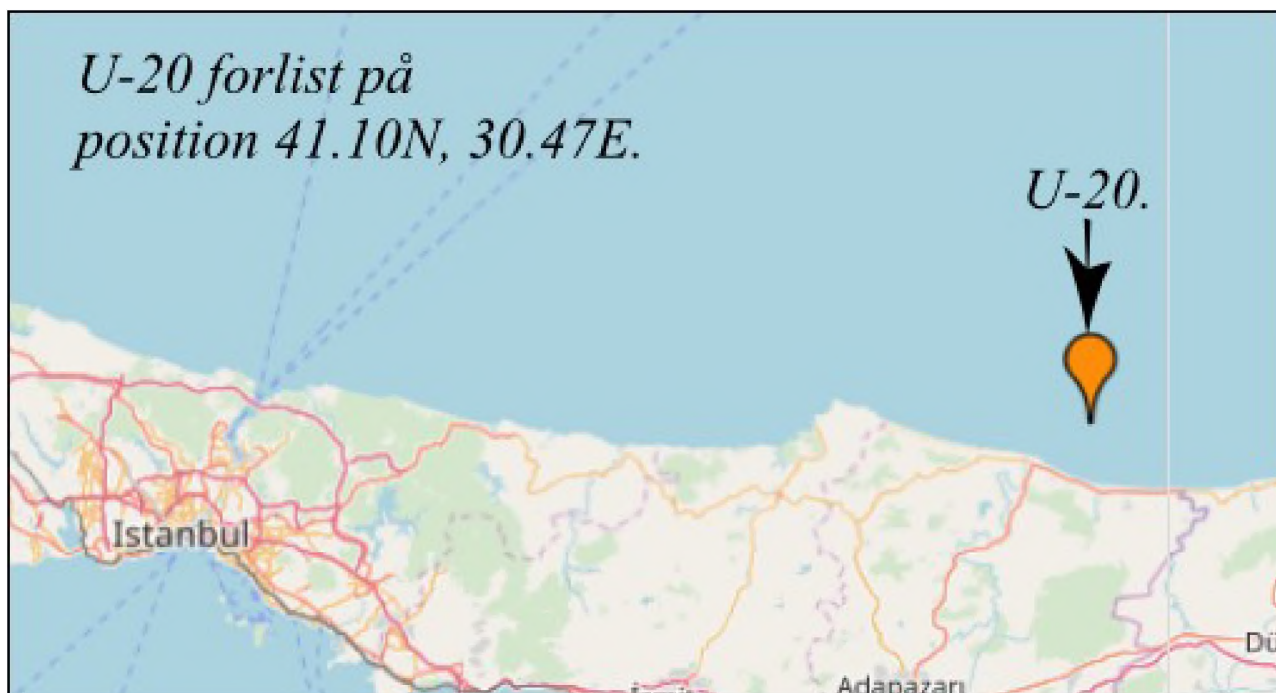 U-20 forlist på
position 41.10N, 30.47E.
U-20.
Istanbul
Adapazarı